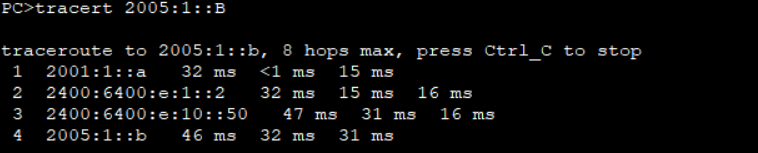 PC>tracert 2005:1::B
traceroute to 2005:1::b, 8 hops max, press Ctrl_C to stop
1 2001:1::a 32 ms <1 ms 15 ms
2 2400:6400:e:1::2 32 ms 15 ms 16 ms
3 2400:6400:e:10::50 47 ms 31 ms 16 ms
4 2005:1::b 46 ms 32 ms 31 ms